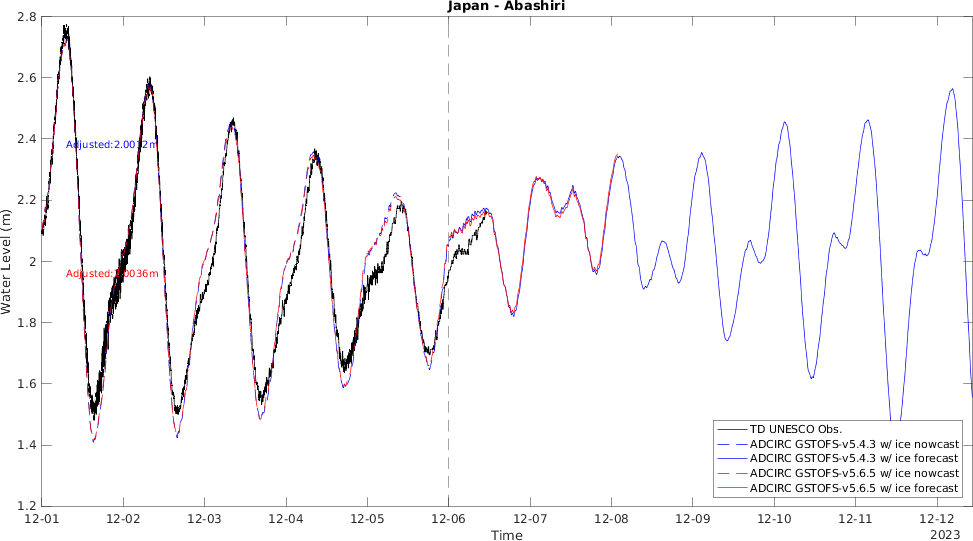 Japan - Abashiri
2.8
2.6
2.4
2.2
2
1.8
1.6
1.4
1.2
Water Level (m)
Adjusted:2.0012m
Adjusted:2.0036m
TD UNESCO Obs.
ADCIRC GSTOFS-v5.4.3 w/ ice nowcast
ADCIRC GSTOFS-v5.4.3 w/ ice forecast
ADCIRC GSTOFS-v5.6.5 w/ ice nowcast
ADCIRC GSTOFS-v5.6.5 w/ ice forecast
12-01 12-02 12-03 12-04 12-05 12-06 12-07 12-08 12-09 12-10 12-11 12-12
Time
2023